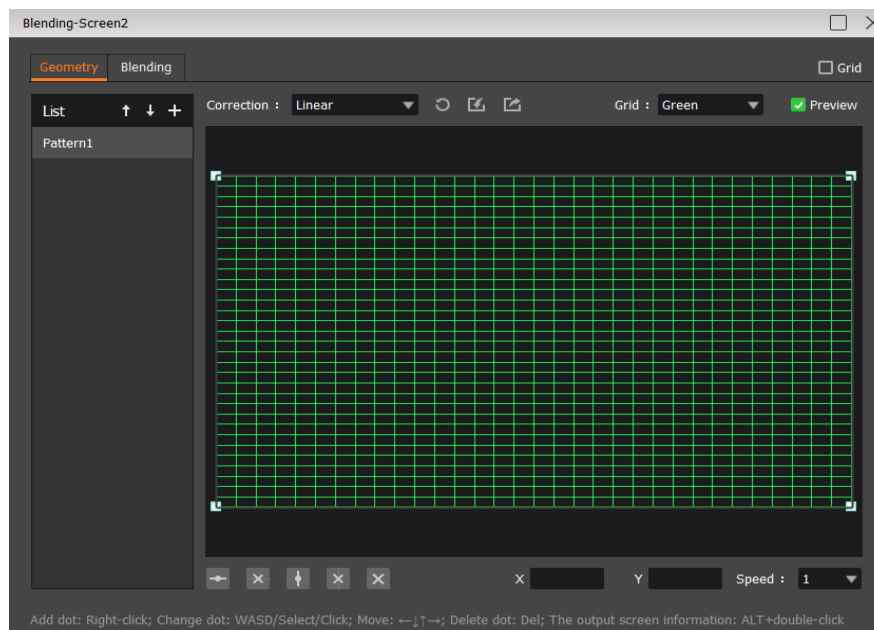 Blending-Screen2
Geometry Blending Grid
List Correction : Linear Grid : Green Preview
Pattern1
X Y Speed : 1
Add dot: Right-click; Change dot: WASD/Select/Click; Move: ←↓↑→; Delete dot: Del; The output screen information: ALT+double-click